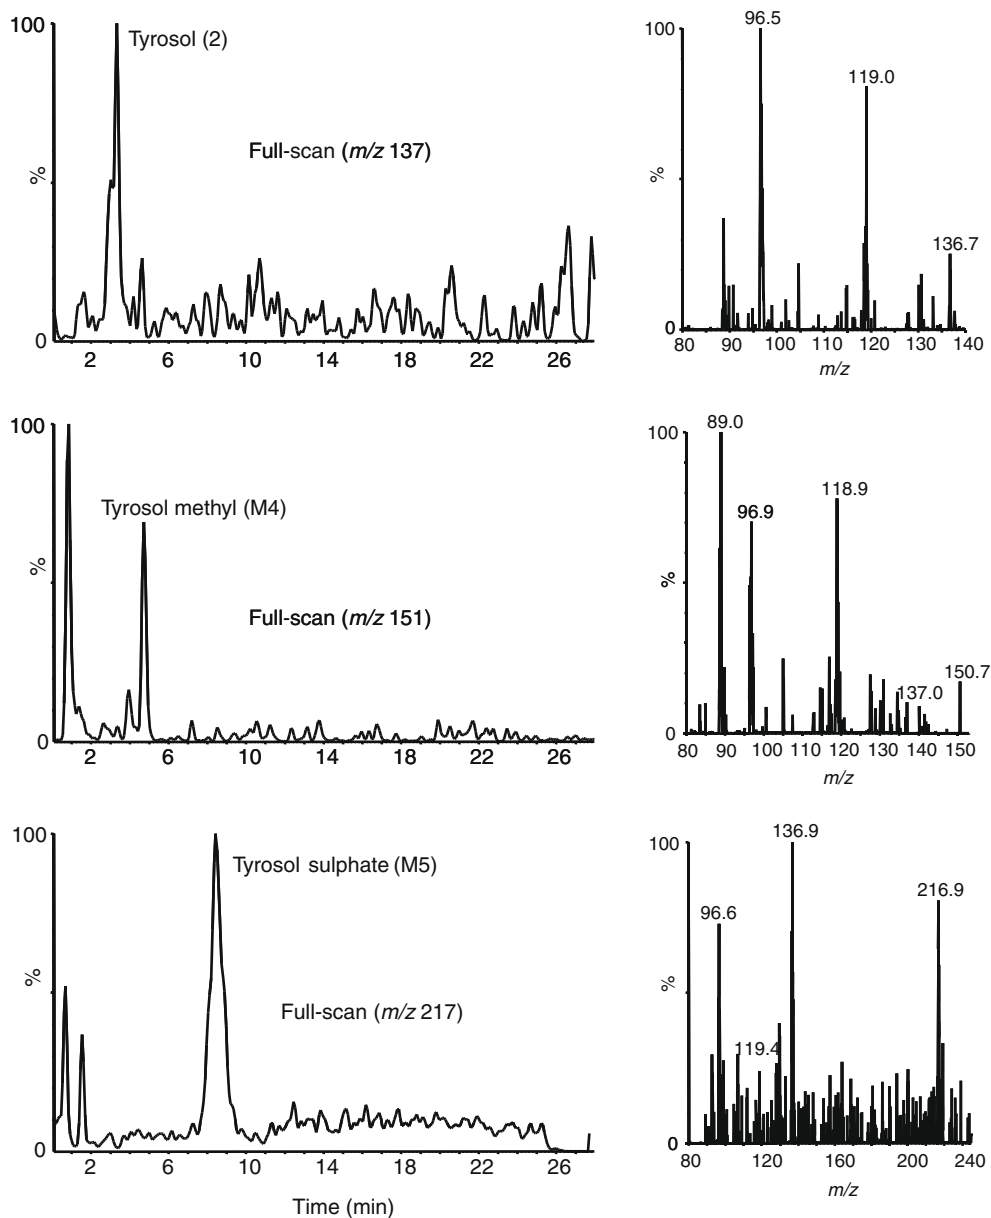 100
Tyrosol (2)
Full-scan (m/z 137)
%
0
2 6 10 14 18 22 26
96.5
100
119.0
%
136.7
0
80 90 100 110 120 130 140
m/z
100
Tyrosol methyl (M4)
%
Full-scan (m/z 151)
0
2 6 10 14 18 22 26
89.0
100
118.9
96.9
%
150.7
137.0
0
80 90 100 110 120 130 140 150
m/z
100
Tyrosol sulphate (M5)
%
Full-scan (m/z 217)
0
2 6 10 14 18 22 26
Time (min)
136.9
100
216.9
96.6
%
119.4
0
80 120 160 200 240
m/z